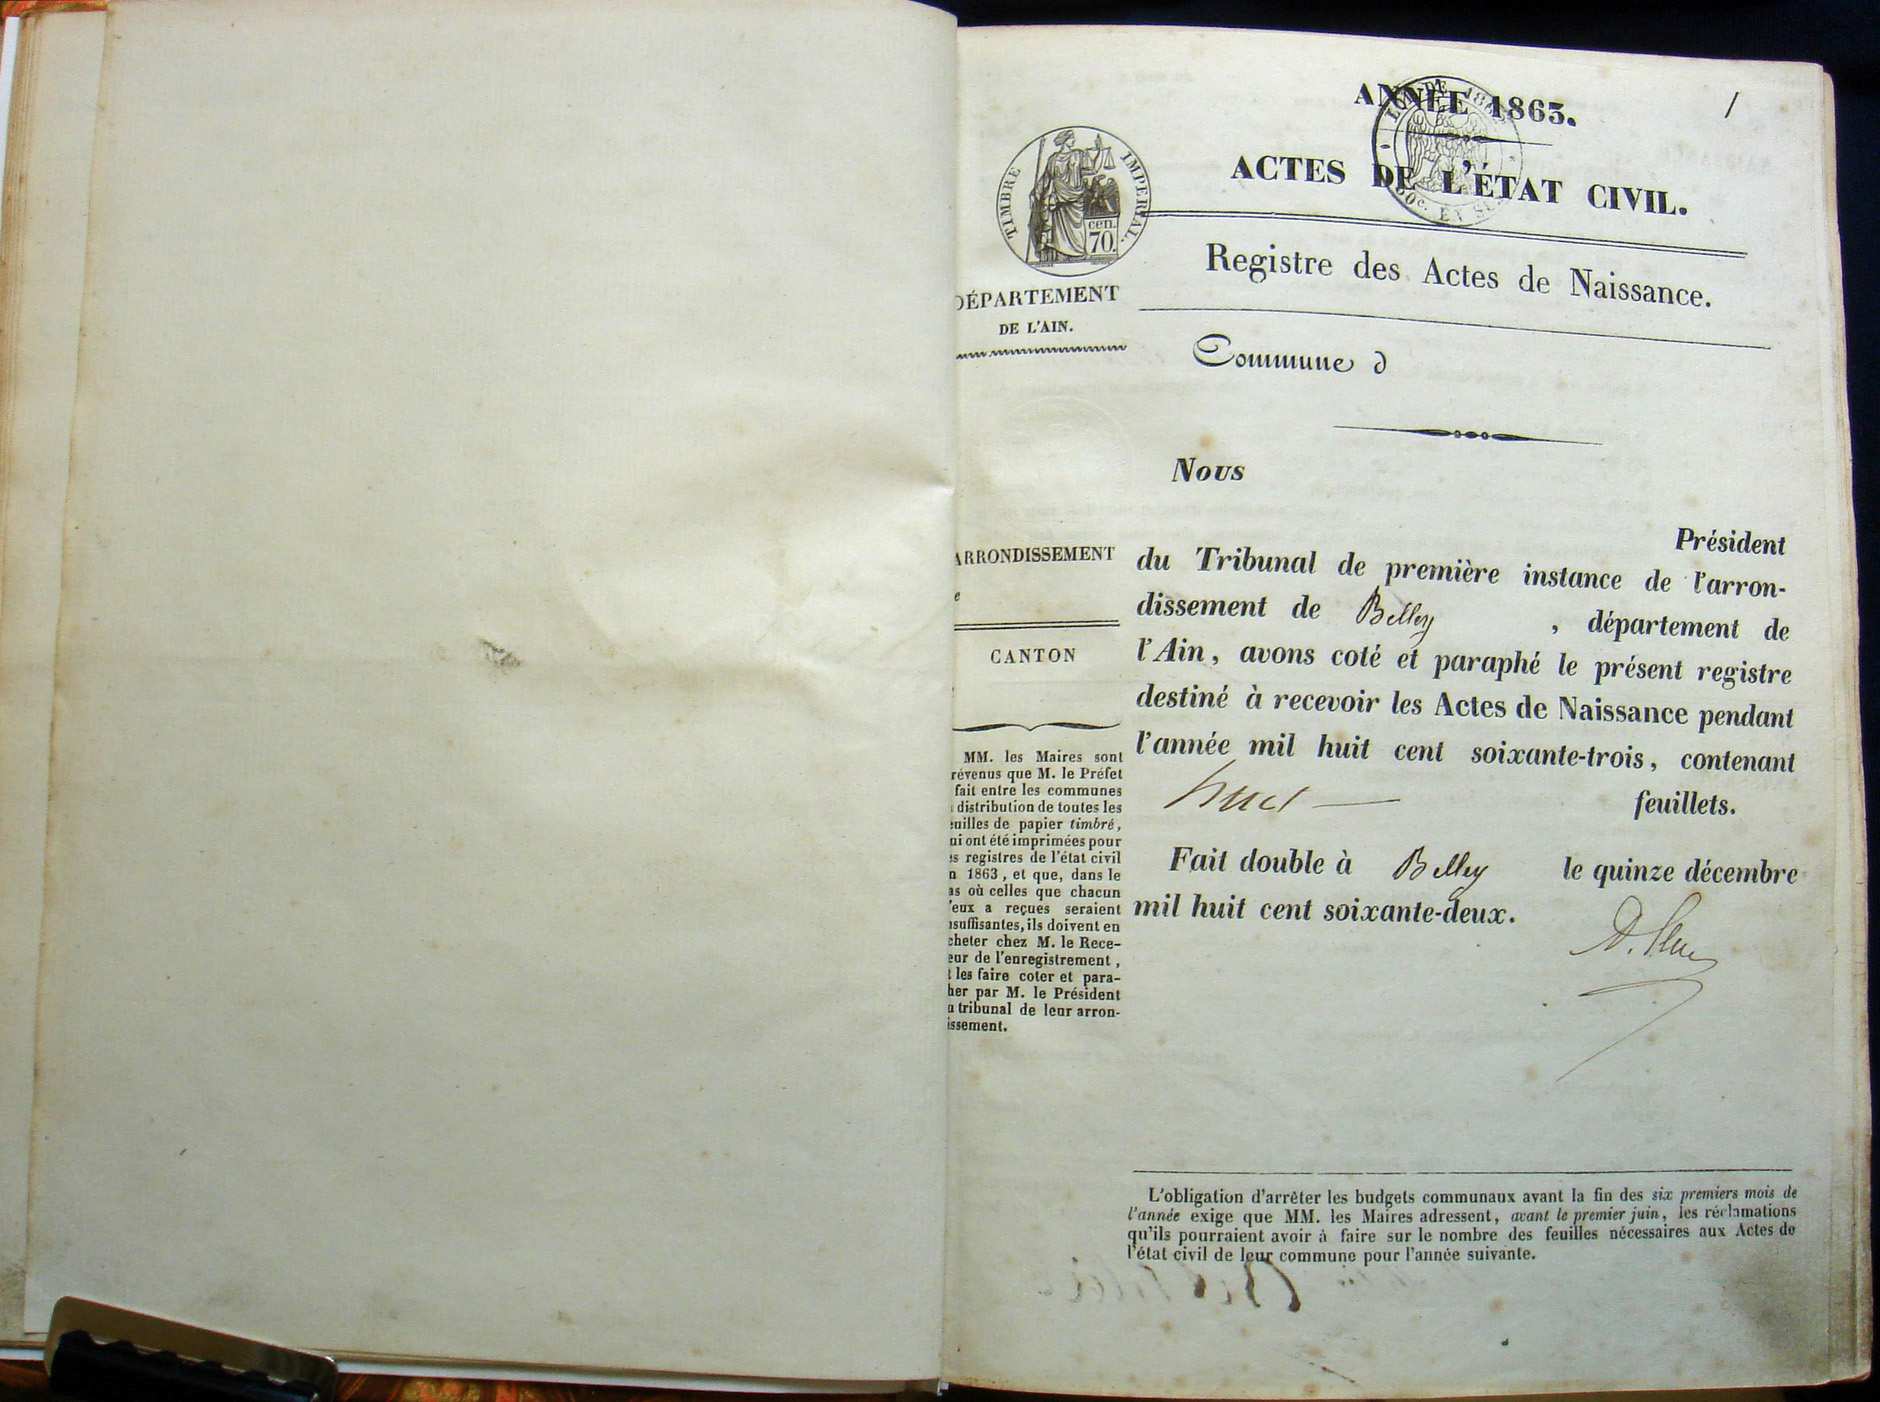 ANNÉE 1863.
1
ACTES DE L'ÉTAT CIVIL.
TIMBRE IMPERIAL.
cen.
70.
Registre des Actes de Naissance.
DÉPARTEMENT
DE L'AIN.
Commune d
Nous
Président
du Tribunal de première instance de l'arron-
dissement de Belley , département de
l'Ain, avons coté et paraphé le présent registre
destiné à recevoir les Actes de Naissance pendant
l'année mil huit cent soixante-trois, contenant
huit — feuillets.
Fait double à Belley le quinze décembre
mil huit cent soixante-deux.
ARRONDISSEMENT
e
CANTON
MM. les Maires sont
révenus que M. le Préfet
fait entre les communes
distribution de toutes les
euilles de papier timbré,
ui ont été imprimées pour
es registres de l'état civil
n 1863, et que, dans le
as où celles que chacun
'eux a reçues seraient
nsuffisantes, ils doivent en
cheter chez M. le Rece-
eur de l'enregistrement,
t les faire coter et para-
her par M. le Président
u tribunal de leur arron-
issement.
L'obligation d'arrêter les budgets communaux avant la fin des six premiers mois de
l'année exige que MM. les Maires adressent, avant le premier juin, les réclamations
qu'ils pourraient avoir à faire sur le nombre des feuilles nécessaires aux Actes de
l'état civil de leur commune pour l'année suivante.